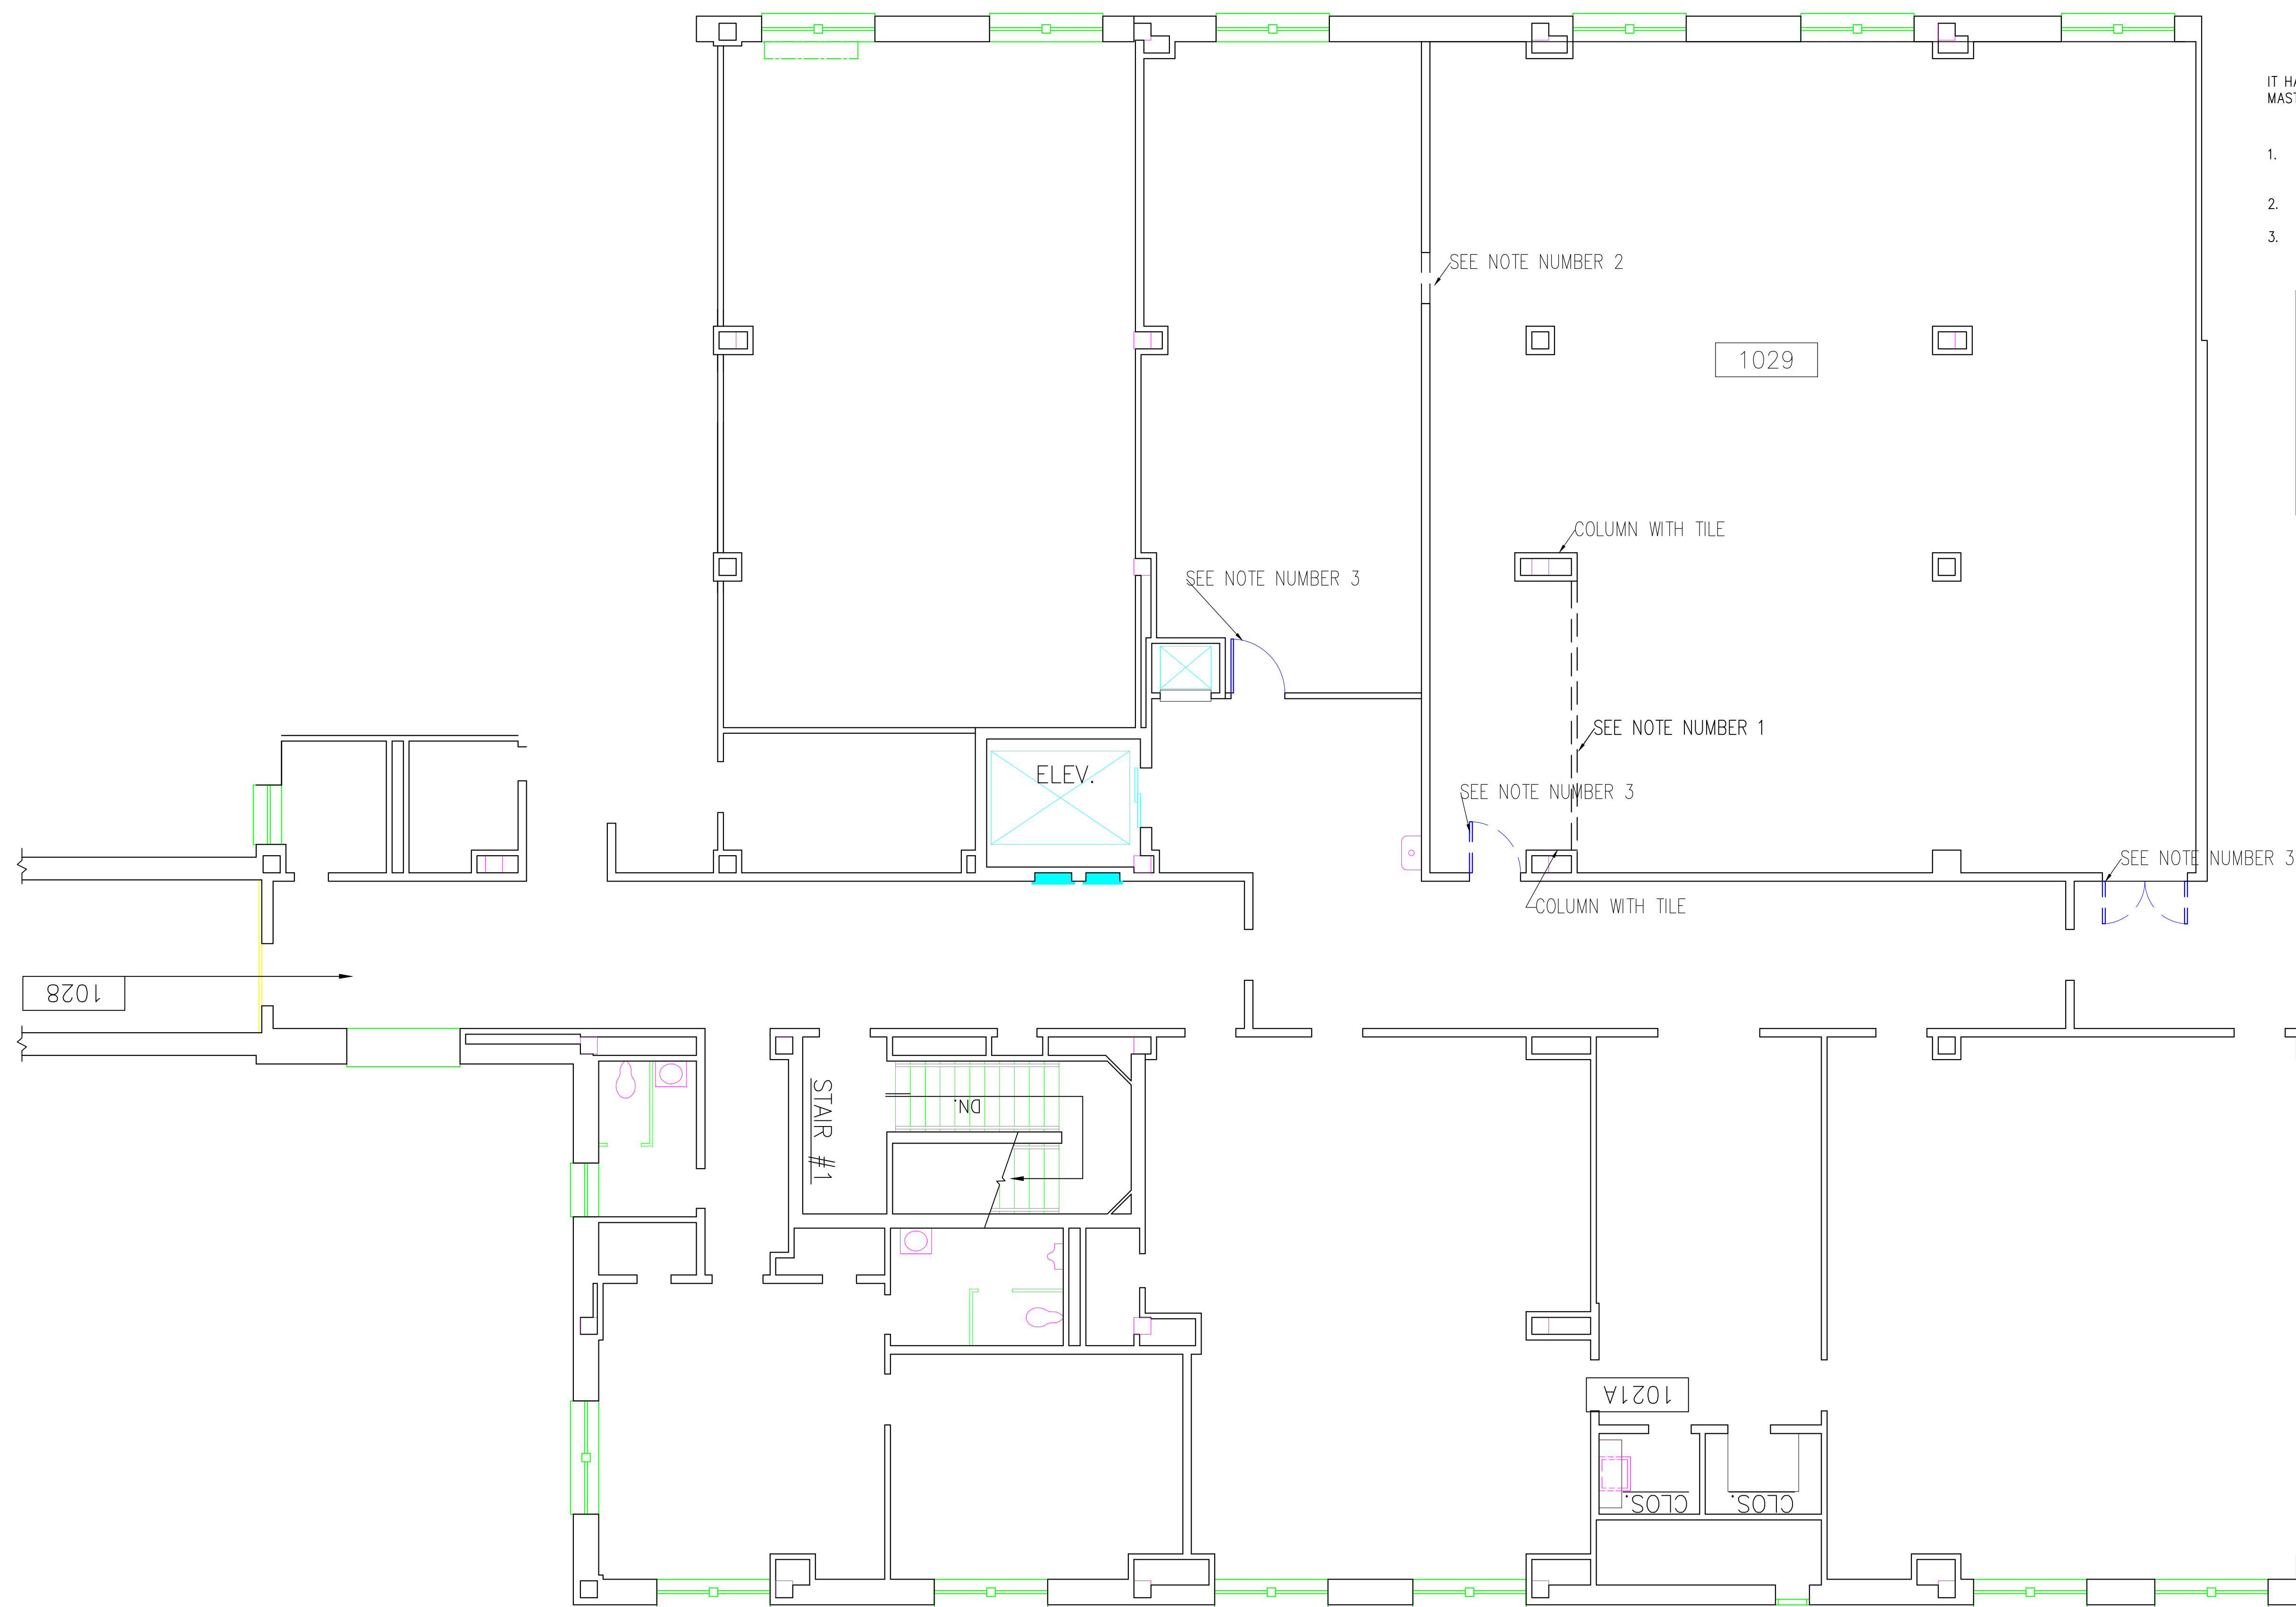 IT HA
MAST
1.
2.
3.
SEE NOTE NUMBER 2
1029
COLUMN WITH TILE
SEE NOTE NUMBER 3
SEE NOTE NUMBER 1
ELEV.
SEE NOTE NUMBER 3
SEE NOTE NUMBER 3
COLUMN WITH TILE
1028
DN.
STAIR #1
1021A
CLOS.
CLOS.